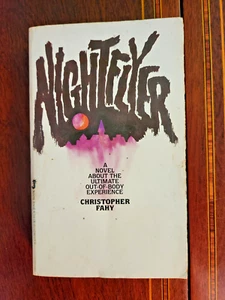 NIGHTFLYER
A
NOVEL
ABOUT THE
ULTIMATE
OUT-OF-BODY
EXPERIENCE
CHRISTOPHER
FAHY